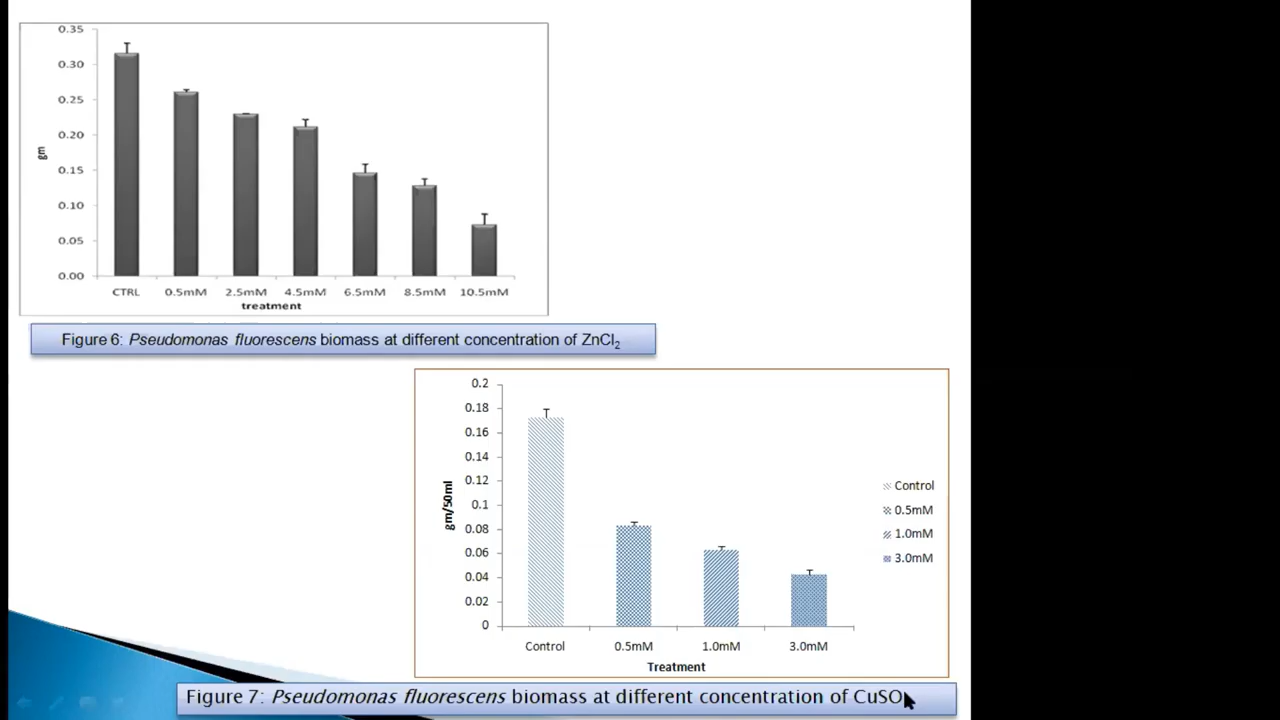 0.35
0.30
0.25
0.20
0.15
0.10
0.05
0.00
gm
CTRL 0.5mM 2.5mM 4.5mM 6.5mM 8.5mM 10.5mM
treatment
Figure 6: Pseudomonas fluorescens biomass at different concentration of ZnCl₂
0.2
0.18
0.16
0.14
0.12
0.1
0.08
0.06
0.04
0.02
0
gm/50ml
Control 0.5mM 1.0mM 3.0mM
Treatment
Control
0.5mM
1.0mM
3.0mM
Figure 7: Pseudomonas fluorescens biomass at different concentration of CuSO